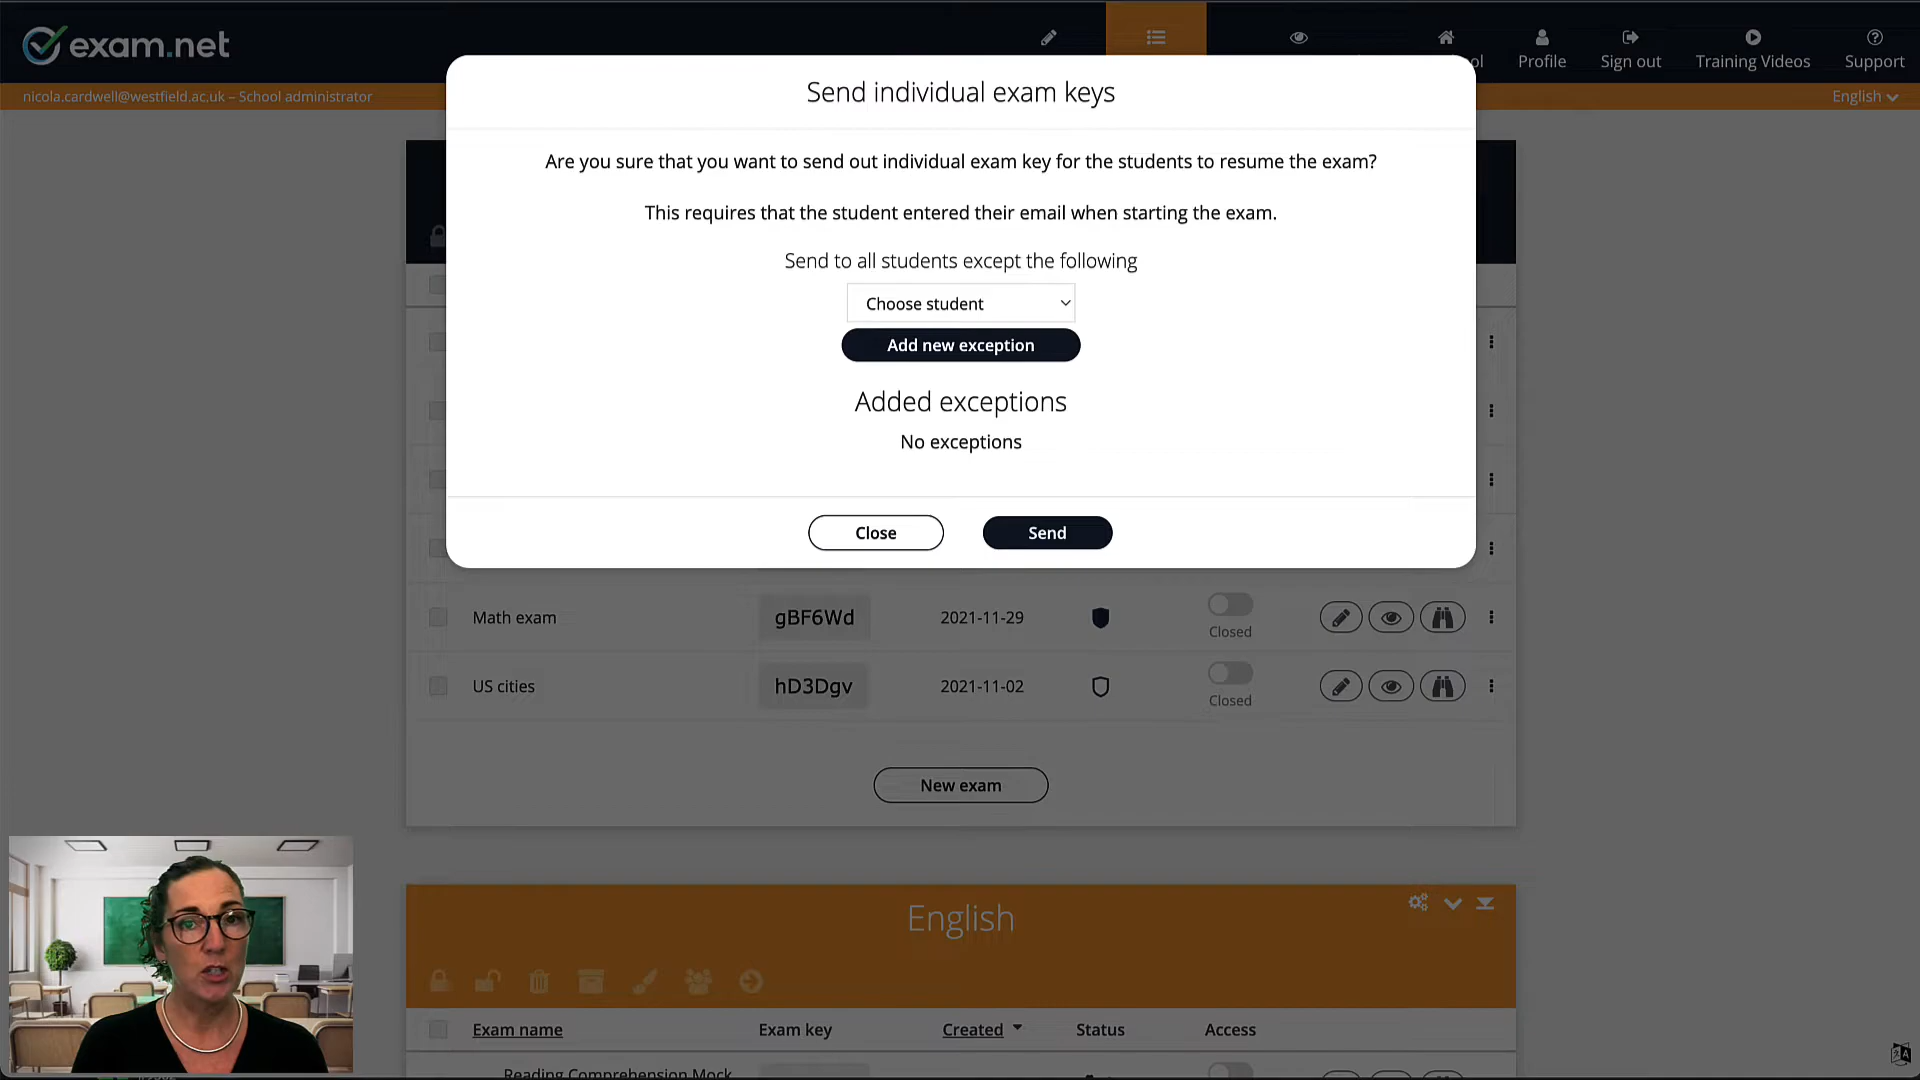 exam.net
Profile
Sign out
Training Videos
Support
nicola.cardwell@westfield.ac.uk – School administrator
English
Send individual exam keys
Are you sure that you want to send out individual exam key for the students to resume the exam?
This requires that the student entered their email when starting the exam.
Send to all students except the following
Choose student
Add new exception
Added exceptions
No exceptions
Close
Send
Math exam
gBF6Wd
2021-11-29
Closed
US cities
hD3Dgv
2021-11-02
Closed
New exam
English
Exam name
Exam key
Created
Status
Access
Reading Comprehension Mock